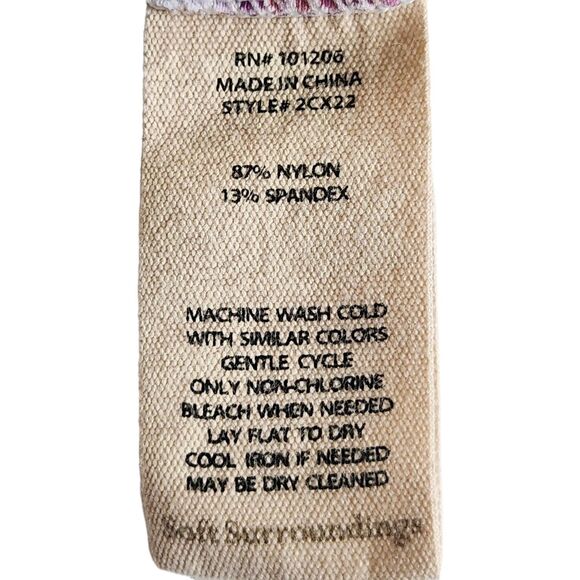 RN# 101206
MADE IN CHINA
STYLE# 2CX22
87% NYLON
13% SPANDEX
MACHINE WASH COLD
WITH SIMILAR COLORS
GENTLE CYCLE
ONLY NON-CHLORINE
BLEACH WHEN NEEDED
LAY FLAT TO DRY
COOL IRON IF NEEDED
MAY BE DRY CLEANED
Soft Surroundings